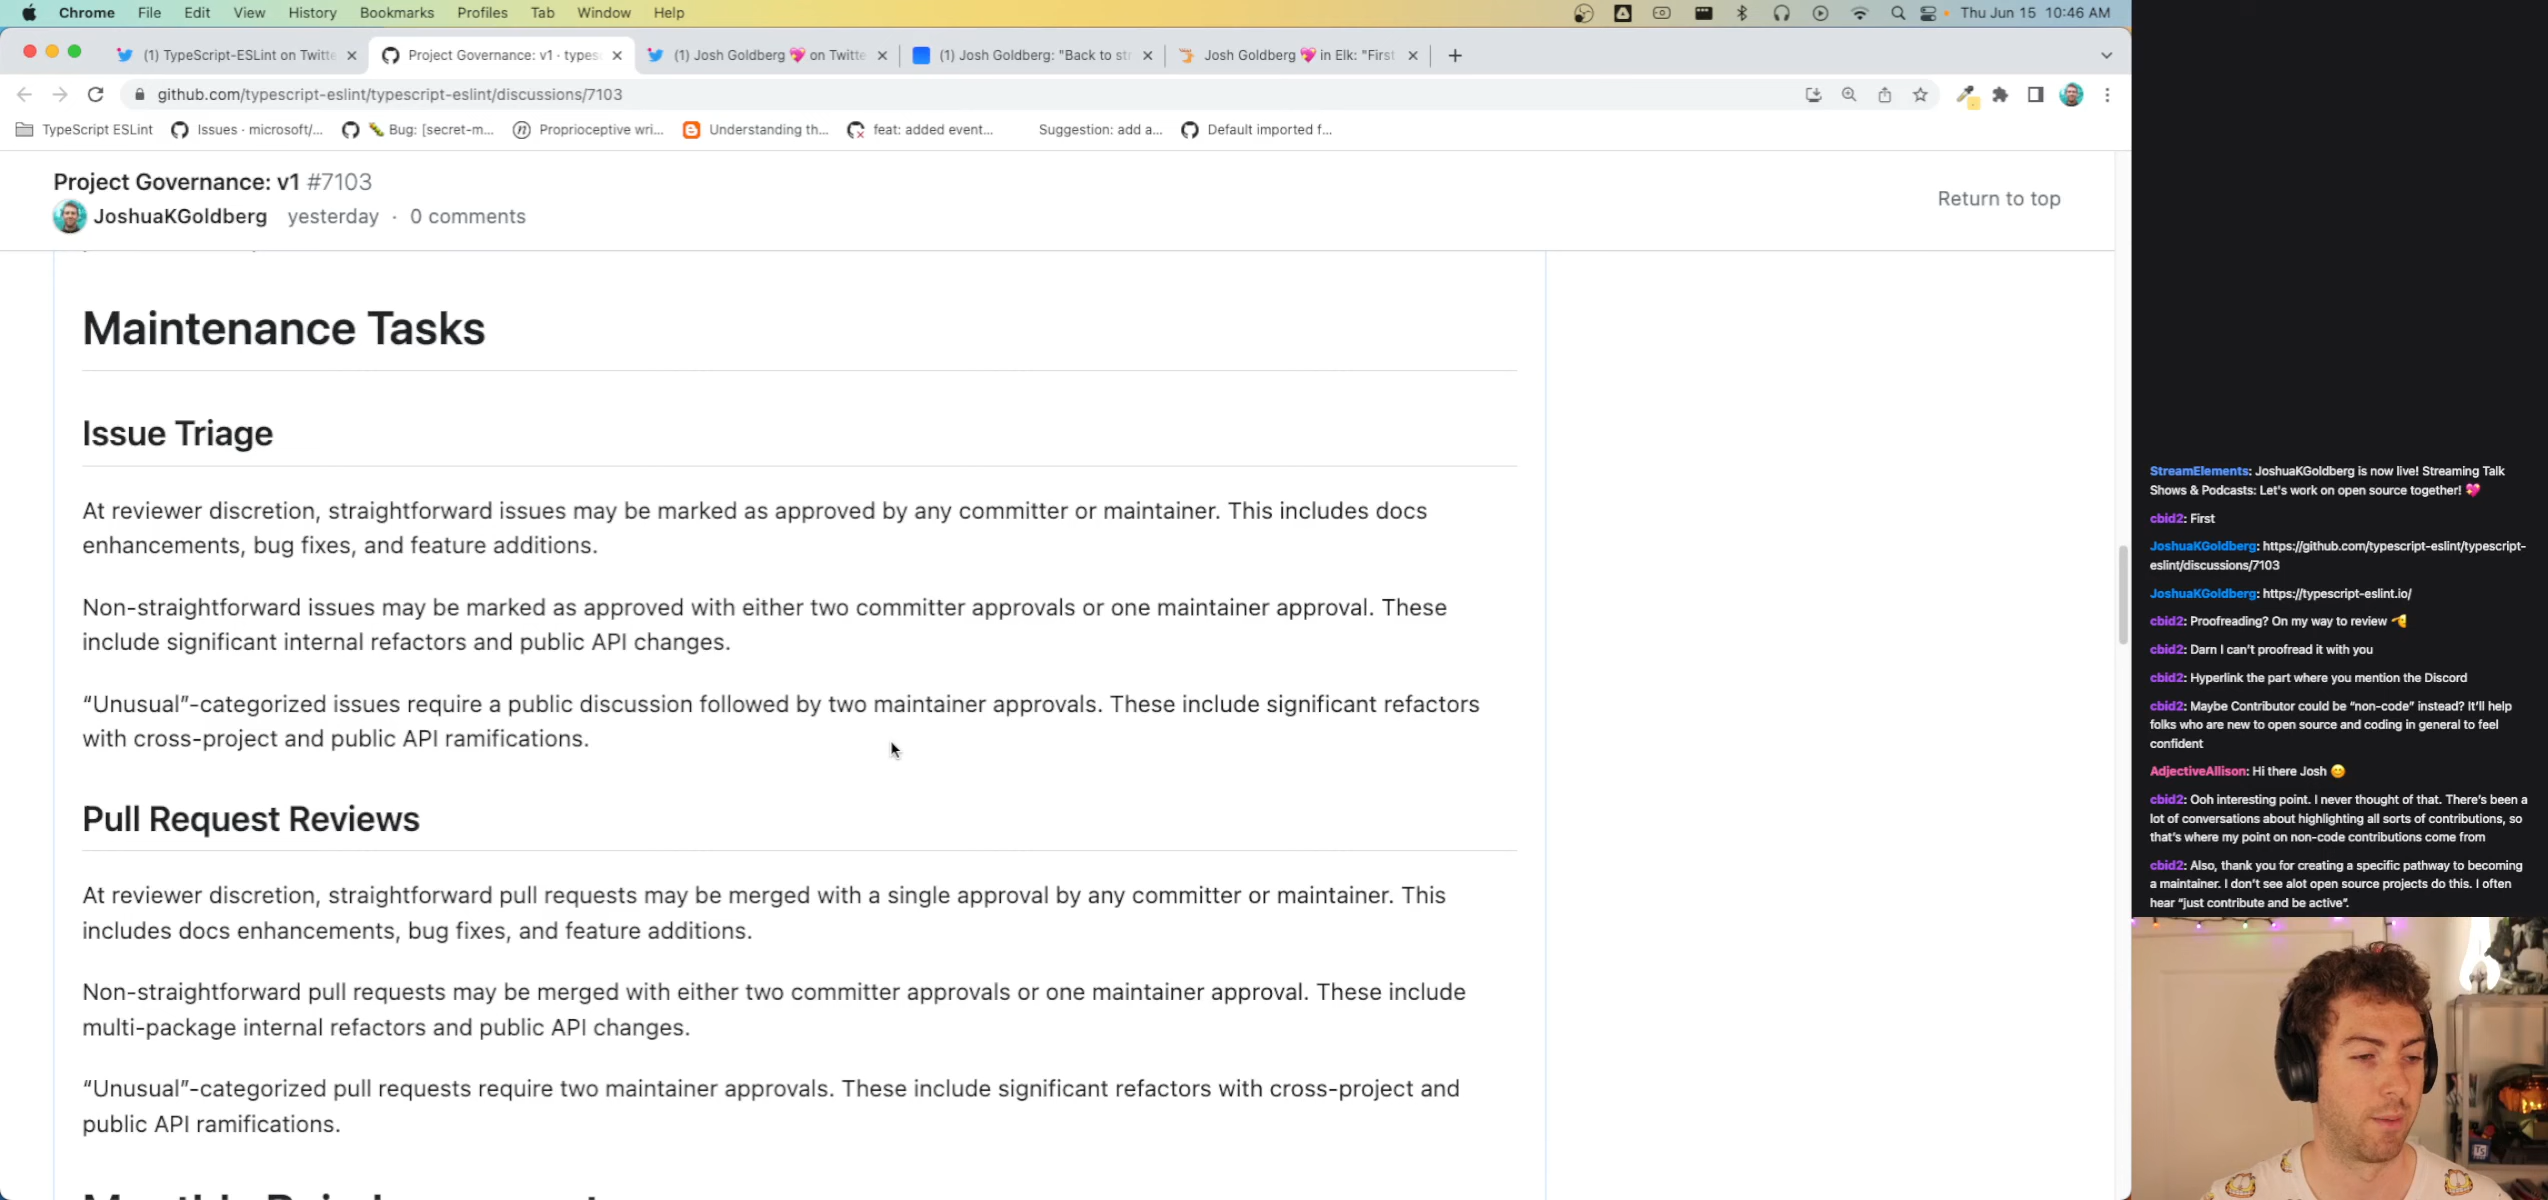 Chrome File Edit View History Bookmarks Profiles Tab Window Help Thu Jun 15 10:46 AM
(1) TypeScript-ESLint on Twitte
Project Governance: v1 · types
(1) Josh Goldberg 💖 on Twitte
(1) Josh Goldberg: "Back to str
Josh Goldberg 💖 in Elk: "First
github.com/typescript-eslint/typescript-eslint/discussions/7103
TypeScript ESLint
Issues · microsoft/...
🐛 Bug: [secret-m...
Proprioceptive wri...
Understanding th...
feat: added event...
Suggestion: add a...
Default imported f...
Project Governance: v1 #7103
JoshuaKGoldberg yesterday · 0 comments
Return to top
Maintenance Tasks
Issue Triage
At reviewer discretion, straightforward issues may be marked as approved by any committer or maintainer. This includes docs
enhancements, bug fixes, and feature additions.
Non-straightforward issues may be marked as approved with either two committer approvals or one maintainer approval. These
include significant internal refactors and public API changes.
“Unusual”-categorized issues require a public discussion followed by two maintainer approvals. These include significant refactors
with cross-project and public API ramifications.
Pull Request Reviews
At reviewer discretion, straightforward pull requests may be merged with a single approval by any committer or maintainer. This
includes docs enhancements, bug fixes, and feature additions.
Non-straightforward pull requests may be merged with either two committer approvals or one maintainer approval. These include
multi-package internal refactors and public API changes.
“Unusual”-categorized pull requests require two maintainer approvals. These include significant refactors with cross-project and
public API ramifications.
StreamElements: JoshuaKGoldberg is now live! Streaming Talk
Shows & Podcasts: Let's work on open source together! 💖
cbid2: First
JoshuaKGoldberg: https://github.com/typescript-eslint/typescript-
eslint/discussions/7103
JoshuaKGoldberg: https://typescript-eslint.io/
cbid2: Proofreading? On my way to review 🫡
cbid2: Darn I can't proofread it with you
cbid2: Hyperlink the part where you mention the Discord
cbid2: Maybe Contributor could be “non-code” instead? It'll help
folks who are new to open source and coding in general to feel
confident
AdjectiveAllison: Hi there Josh 😊
cbid2: Ooh interesting point. I never thought of that. There's been a
lot of conversations about highlighting all sorts of contributions, so
that's where my point on non-code contributions come from
cbid2: Also, thank you for creating a specific pathway to becoming
a maintainer. I don't see alot open source projects do this. I often
hear “just contribute and be active”.